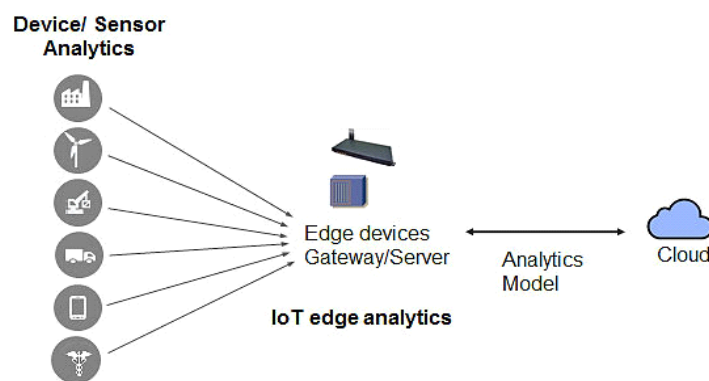 Device/ Sensor
Analytics
Edge devices
Gateway/Server
Analytics
Model
Cloud
IoT edge analytics